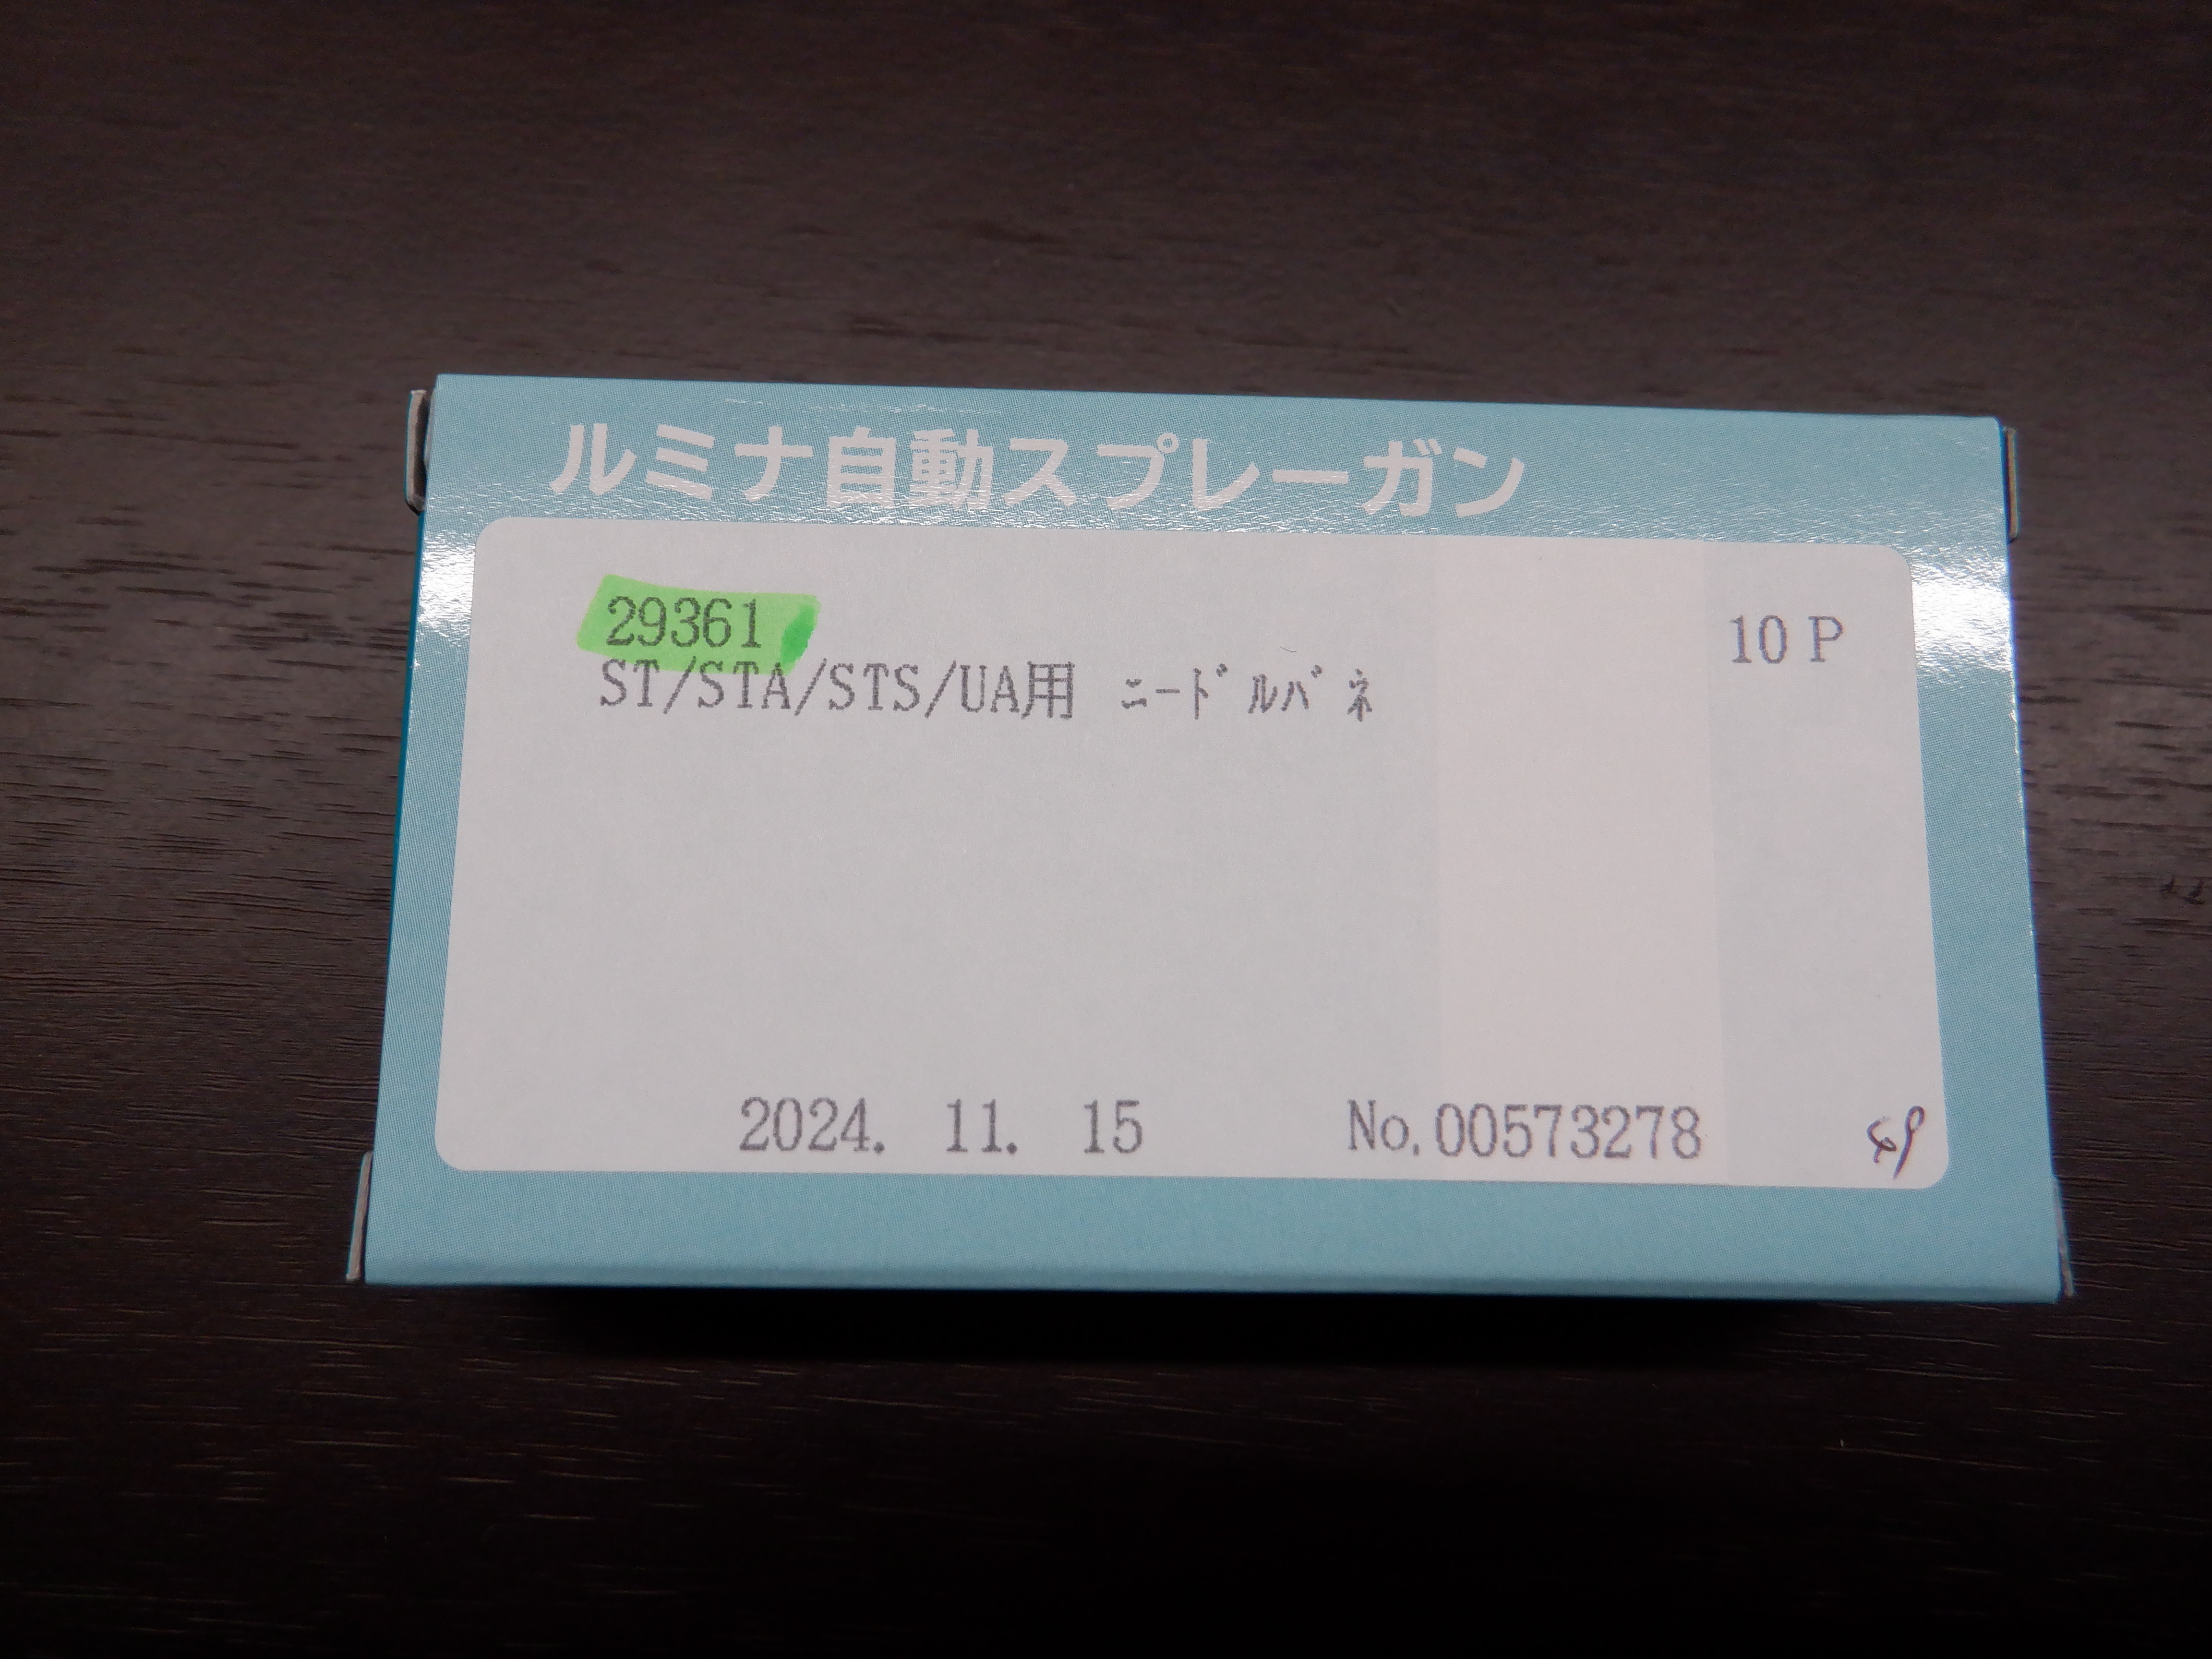 ルミナ自動スプレーガン
29361 10 P
ST/STA/STS/UA用 ﾆｰﾄﾞﾙﾊﾞﾈ
2024. 11. 15 No.00573278